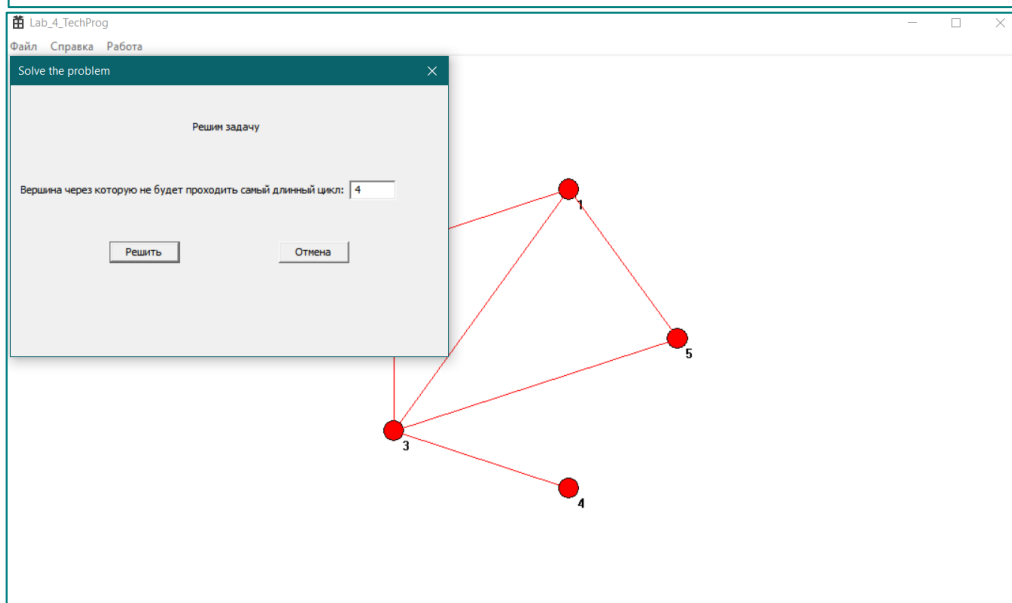 Lab_4_TechProg
Файл Справка Работа
Solve the problem
Решим задачу
Вершина через которую не будет проходить самый длинный цикл: 4
Решить Отмена
1
5
3
4